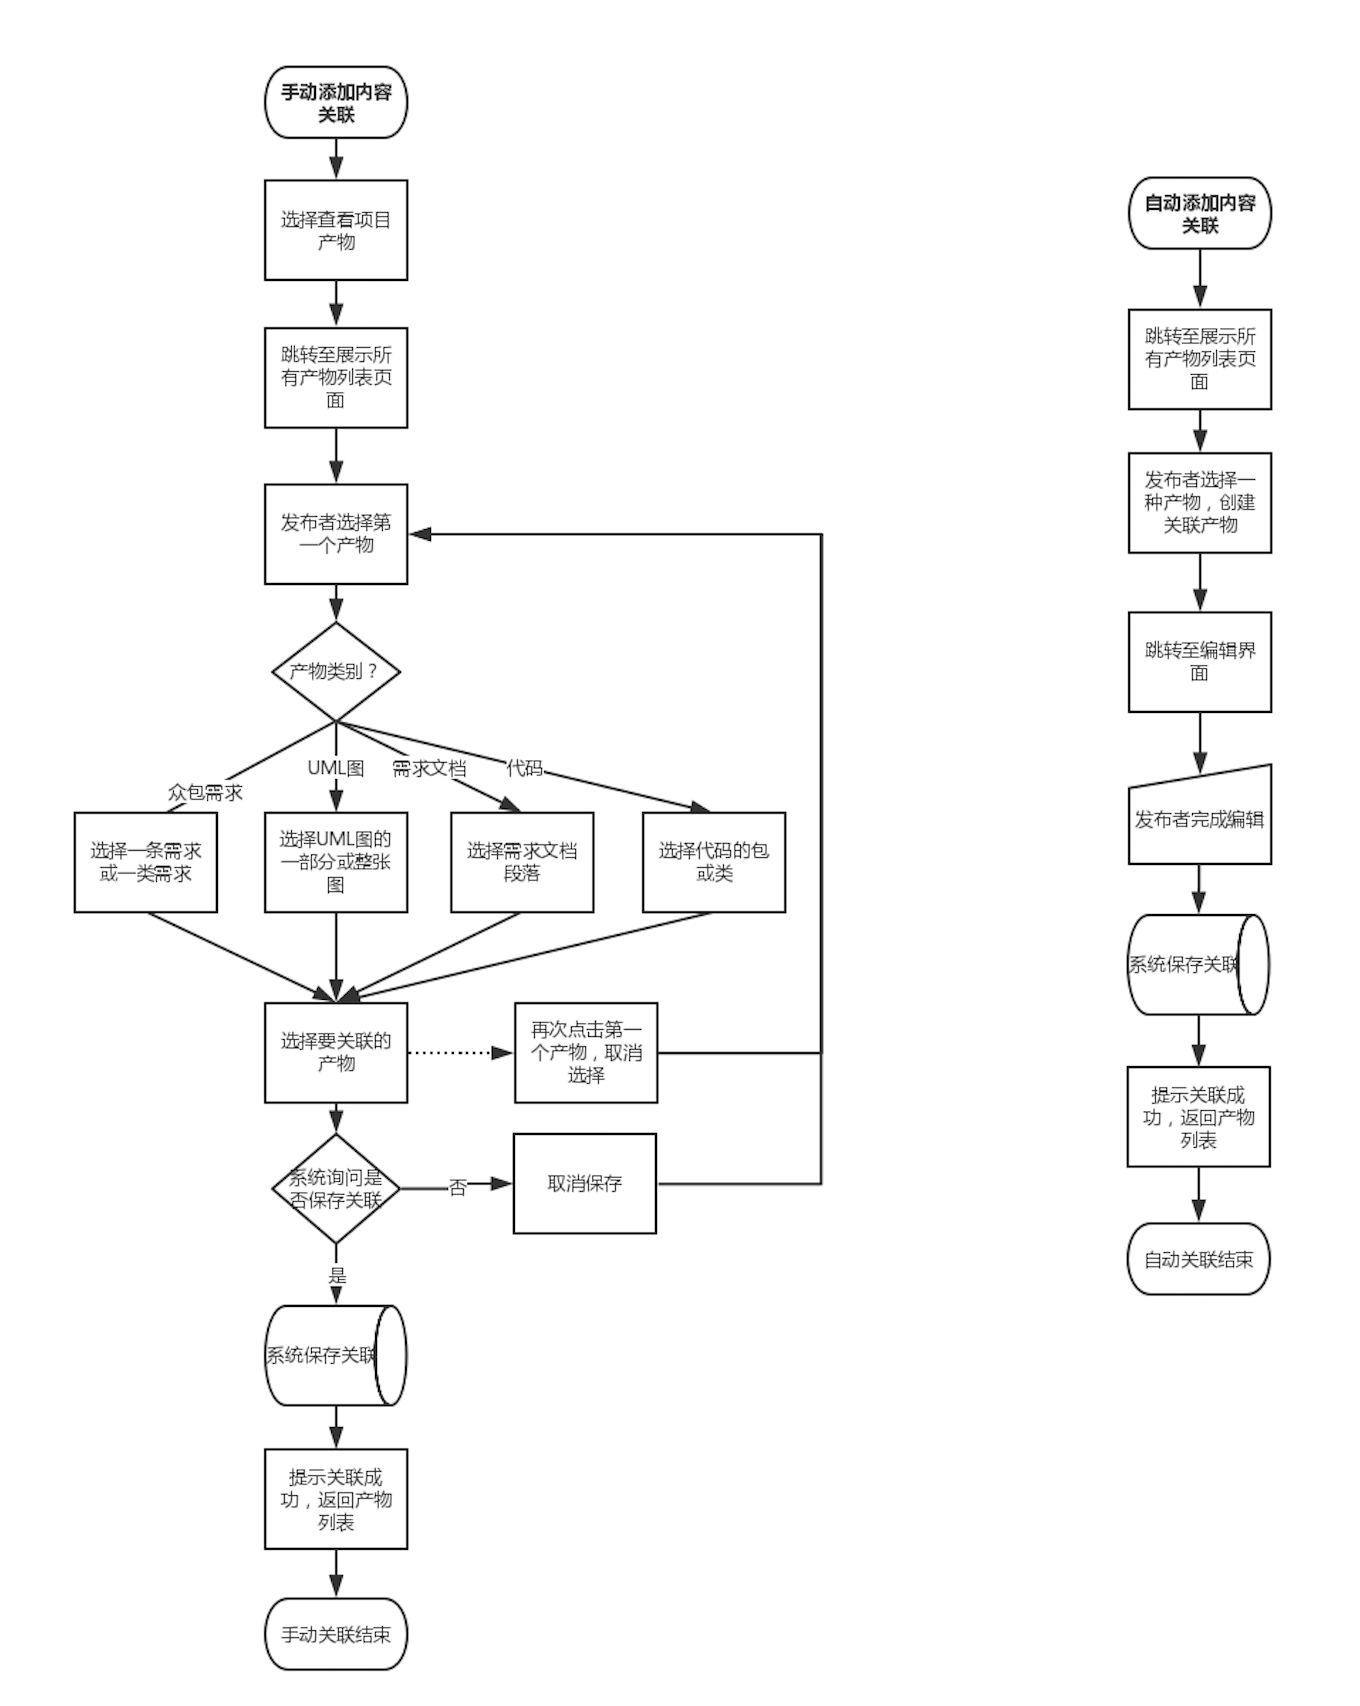 手动添加内容
关联
选择查看项目
产物
跳转至展示所
有产物列表页
面
发布者选择第
一个产物
产物类别？
众包需求
UML图
需求文档
代码
选择一条需求
或一类需求
选择UML图的
一部分或整张
图
选择需求文档
段落
选择代码的包
或类
选择要关联的
产物
再次点击第一
个产物，取消
选择
系统询问是
否保存关联
否
取消保存
是
系统保存关联
提示关联成
功，返回产物
列表
手动关联结束
自动添加内容
关联
跳转至展示所
有产物列表页
面
发布者选择一
种产物，创建
关联产物
跳转至编辑界
面
发布者完成编辑
系统保存关联
提示关联成
功，返回产物
列表
自动关联结束